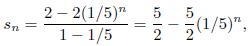 s_n = \frac{2 - 2(1/5)^n}{1 - 1/5} = \frac{5}{2} - \frac{5}{2}(1/5)^n,